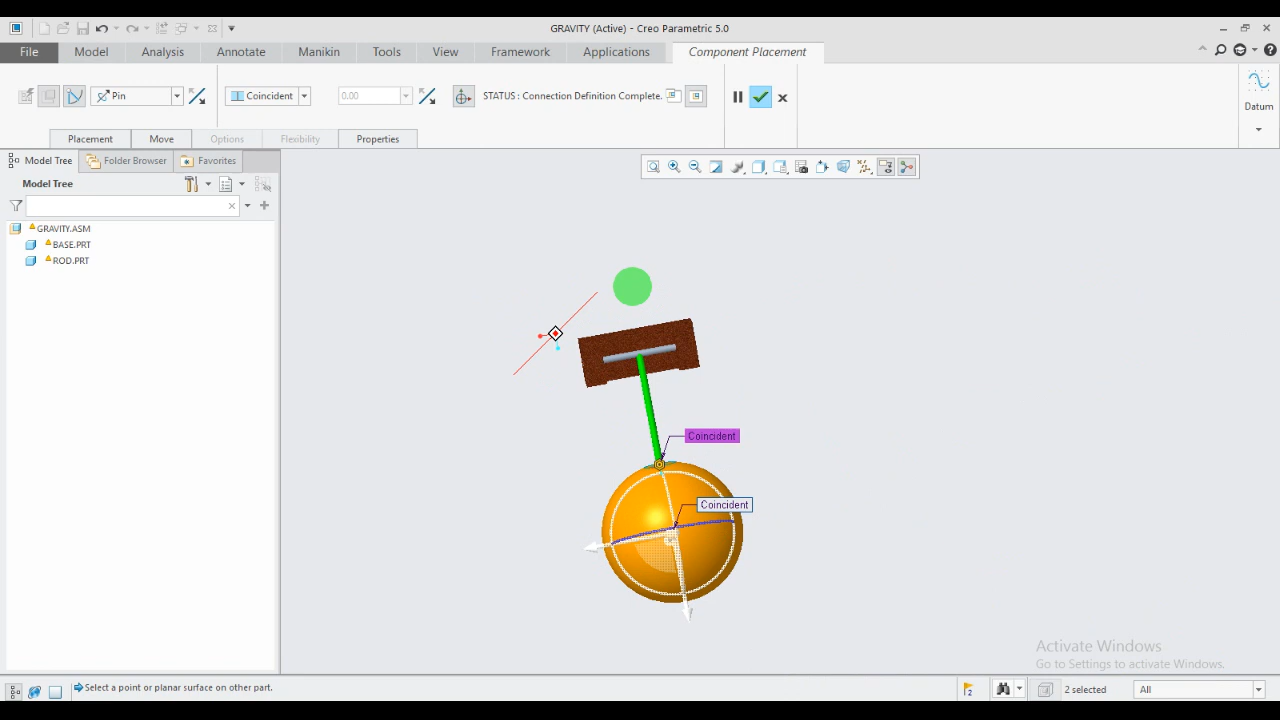 GRAVITY (Active) - Creo Parametric 5.0
File Model Analysis Annotate Manikin Tools View Framework Applications Component Placement
Pin Coincident 0.00 STATUS : Connection Definition Complete.
Datum
Placement Move Options Flexibility Properties
Model Tree Folder Browser Favorites
Model Tree
GRAVITY.ASM
BASE.PRT
ROD.PRT
Coincident
Coincident
Activate Windows
Go to Settings to activate Windows.
Select a point or planar surface on other part.
2
2 selected
All